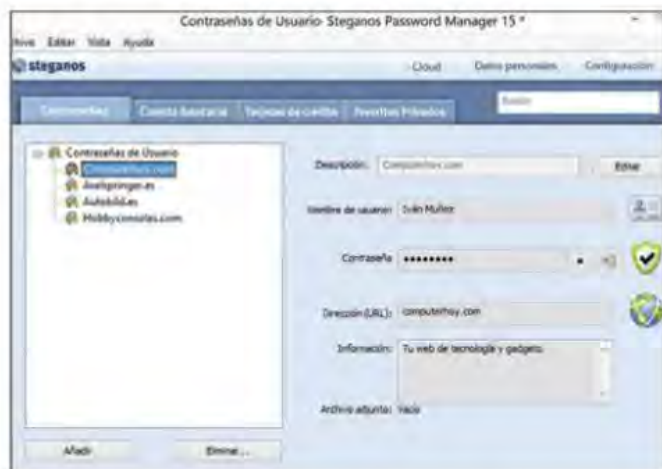 Contraseñas de Usuario- Steganos Password Manager 15 *
Editar Vista Ayuda
steganos
Cloud Datos personales Configuración
Contraseñas Cuenta bancaria Tarjetas de crédito Favoritos Privados
Buscar
Contraseñas de Usuario
Computerhoy.com
Axelspringer.es
Autobild.es
Hobbyconsolas.com
Descripción: Computerhoy.com
Editar
Nombre de usuario: Iván Muñoz
Contraseña ●●●●●●●●
Dirección (URL): computerhoy.com
Información: Tu web de tecnología y gadgets.
Archivo adjunto: Vacío
Añadir Eliminar...